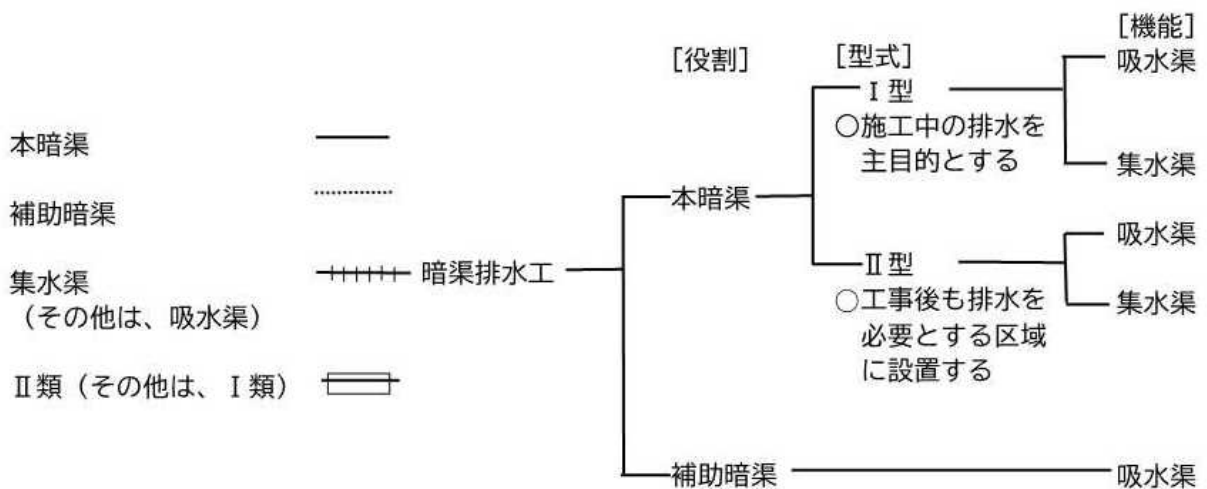 本暗渠
補助暗渠
集水渠
(その他は、吸水渠)
Ⅱ類(その他は、Ⅰ類)
暗渠排水工
[役割]
本暗渠
補助暗渠
[型式]
Ⅰ型
○施工中の排水を
主目的とする
Ⅱ型
○工事後も排水を
必要とする区域
に設置する
[機能]
吸水渠
集水渠
吸水渠
集水渠
吸水渠